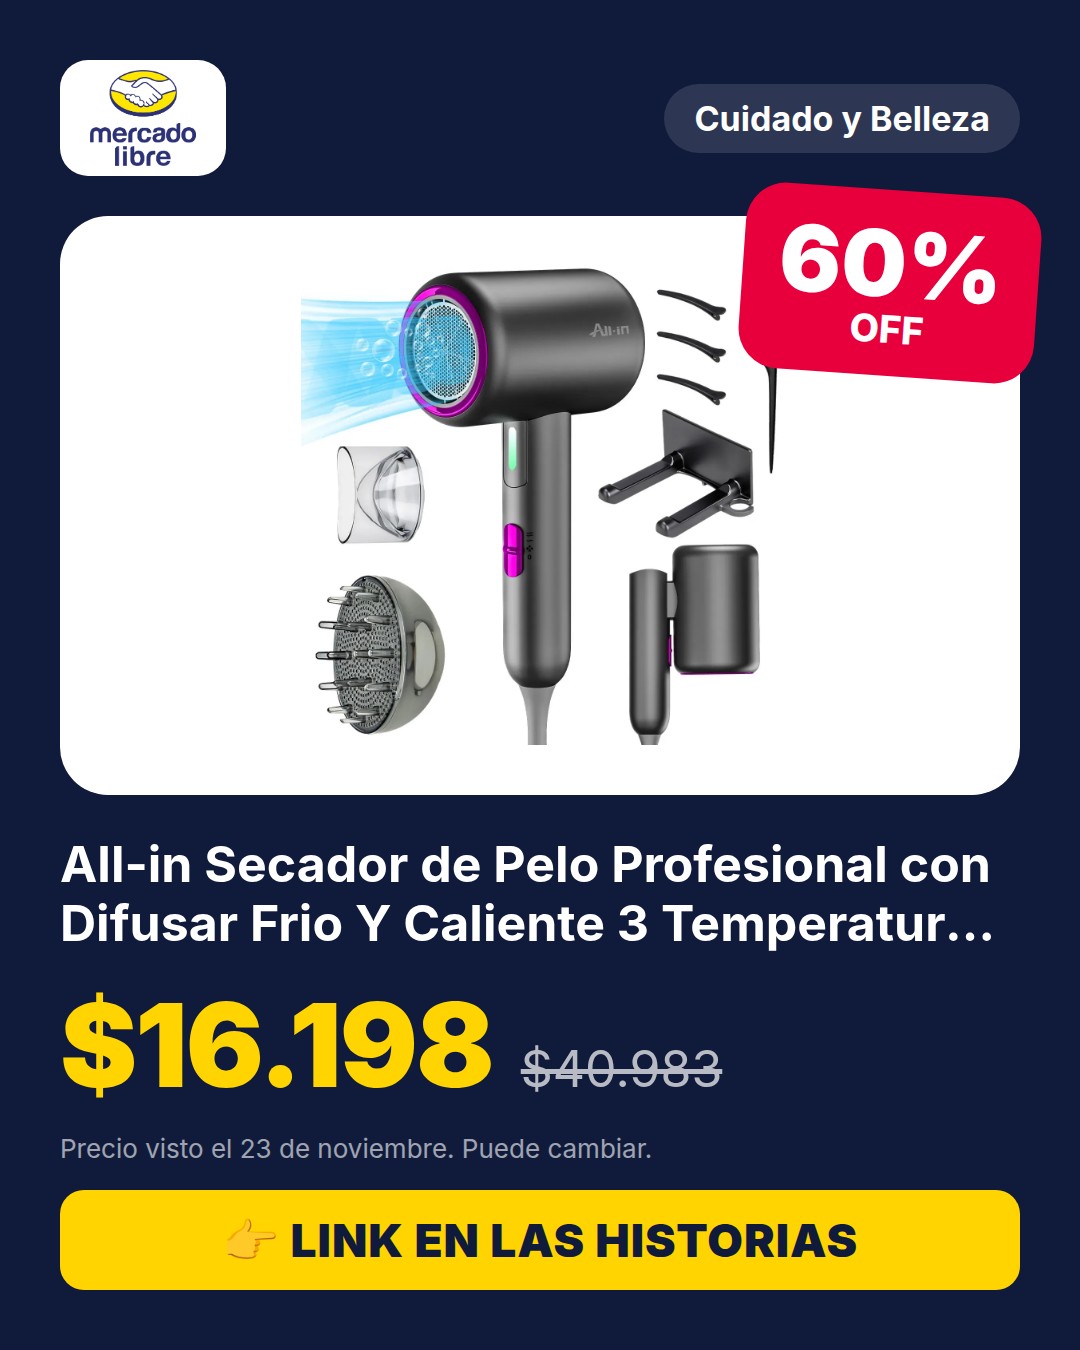 mercado
libre
Cuidado y Belleza
60%
OFF
All-in
All-in Secador de Pelo Profesional con
Difusar Frio Y Caliente 3 Temperatur...
$16.198 $40.983
Precio visto el 23 de noviembre. Puede cambiar.
👉 LINK EN LAS HISTORIAS